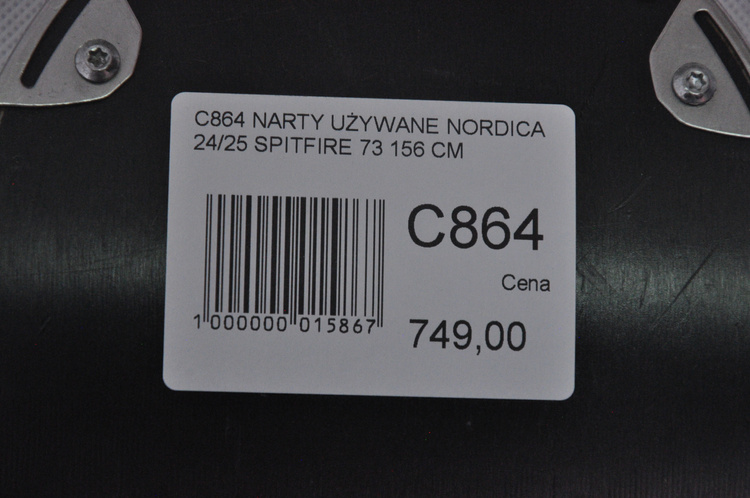 C864 NARTY UŻYWANE NORDICA
24/25 SPITFIRE 73 156 CM
C864
Cena
749,00
1 000000 015867